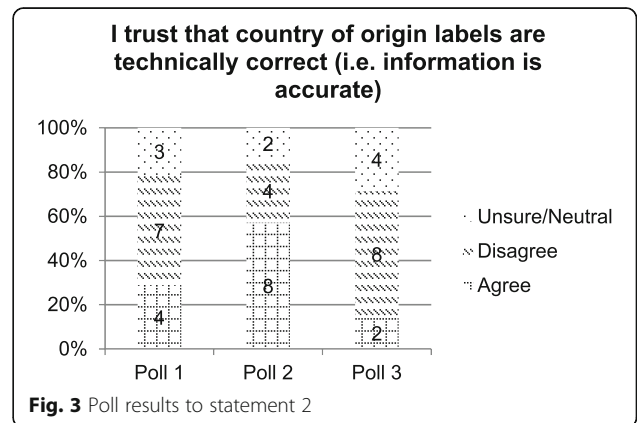 I trust that country of origin labels are
technically correct (i.e. information is
accurate)
100%
80%
60%
40%
20%
0%
3
7
4
2
4
8
4
8
2
Poll 1
Poll 2
Poll 3
Unsure/Neutral
Disagree
Agree
Fig. 3 Poll results to statement 2